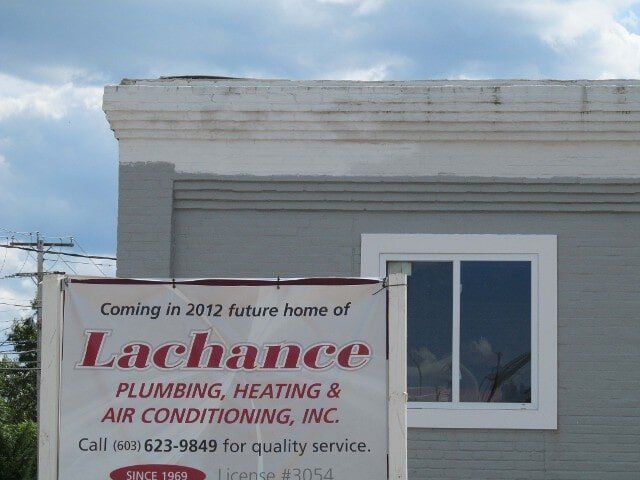 Coming in 2012 future home of
Lachance
PLUMBING, HEATING &
AIR CONDITIONING, INC.
Call (603) 623-9849 for quality service.
SINCE 1969 License #3054